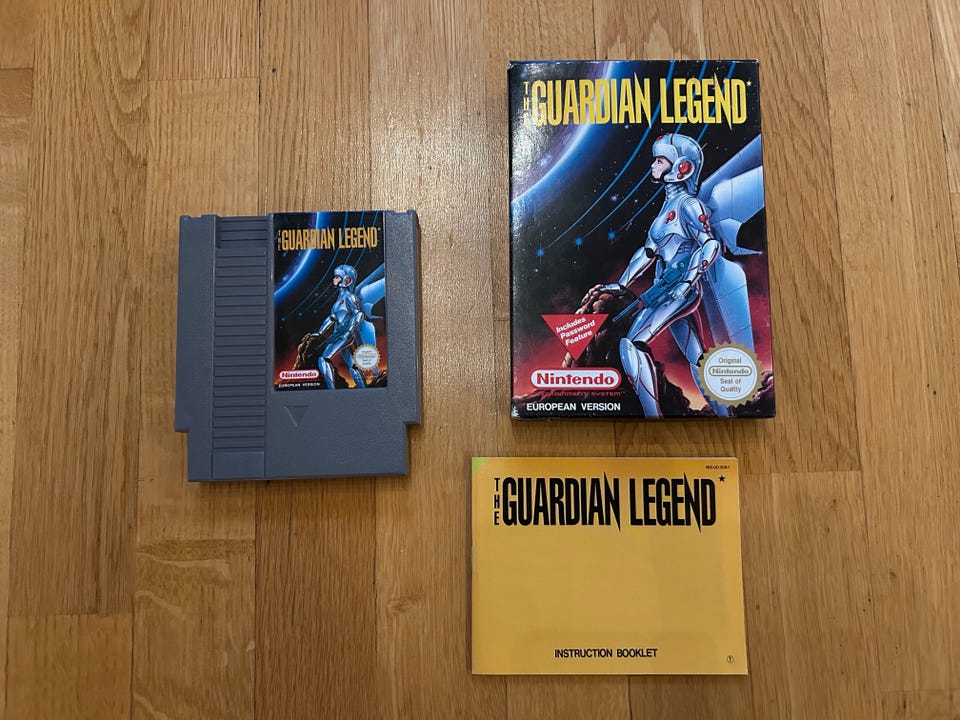 THE GUARDIAN LEGEND
Nintendo
EUROPEAN VERSION
THE GUARDIAN LEGEND
Includes
Password
Feature
Nintendo
ENTERTAINMENT SYSTEM™
EUROPEAN VERSION
Original
Nintendo
Seal of
Quality
THE GUARDIAN LEGEND
INSTRUCTION BOOKLET